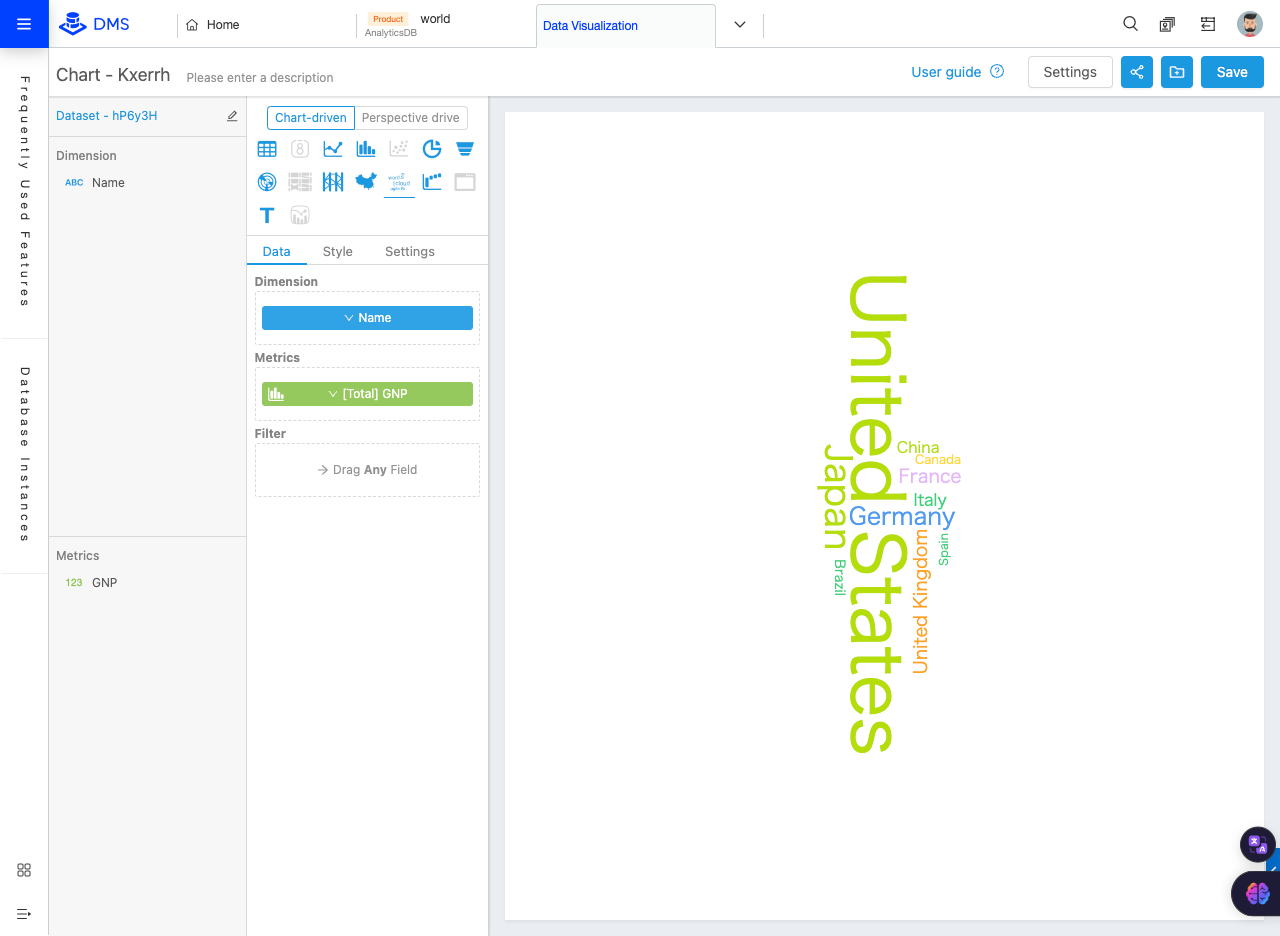 DMS
Home
Product
world
AnalyticsDB
Data Visualization
Chart - Kxerrh
Please enter a description
User guide
Settings
Save
Frequently Used Features
Database Instances
Dataset - hP6y3H
Dimension
ABC Name
Metrics
123 GNP
Chart-driven
Perspective drive
T
Data
Style
Settings
Dimension
Name
Metrics
[Total] GNP
Filter
Drag Any Field
United States
China
Canada
Japan
France
Italy
Germany
United Kingdom
Spain
Brazil